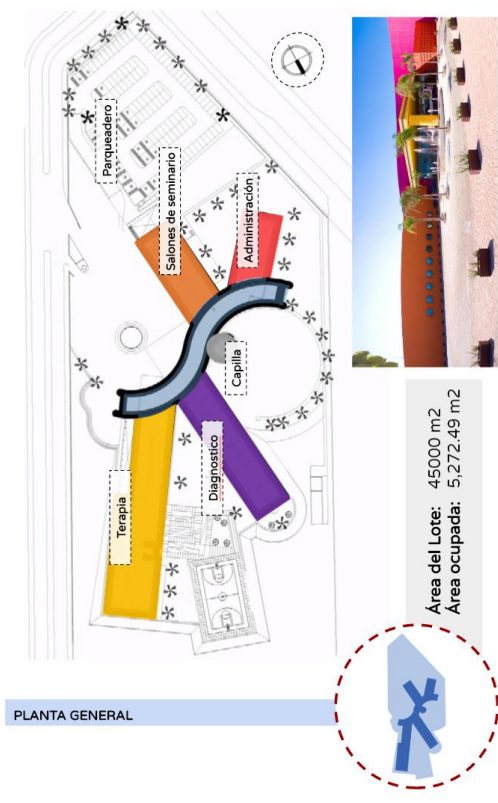 PLANTA GENERAL
Parqueadero
Salones de seminario
Administración
Capilla
Diagnostico
Terapia
Área del Lote: 45000 m2
Área ocupada: 5,272.49 m2